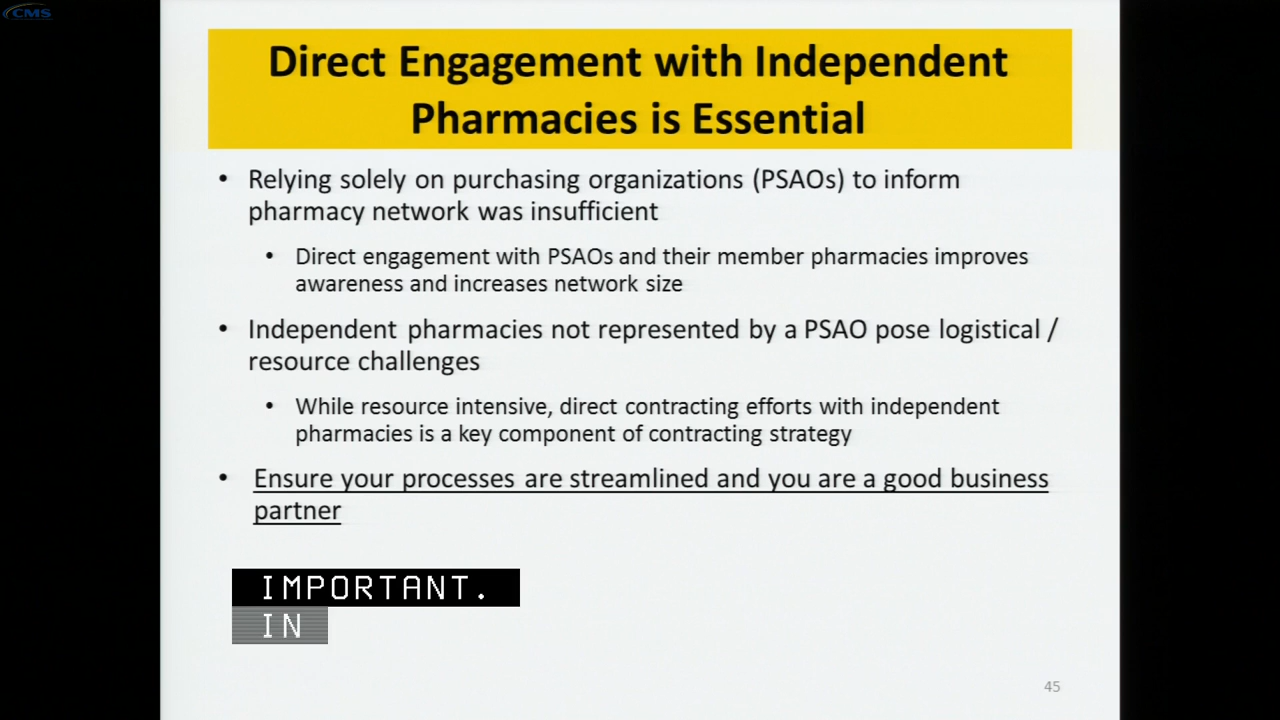 CMS
Direct Engagement with Independent
Pharmacies is Essential
• Relying solely on purchasing organizations (PSAOs) to inform
pharmacy network was insufficient
• Direct engagement with PSAOs and their member pharmacies improves
awareness and increases network size
• Independent pharmacies not represented by a PSAO pose logistical /
resource challenges
• While resource intensive, direct contracting efforts with independent
pharmacies is a key component of contracting strategy
• Ensure your processes are streamlined and you are a good business
partner
IMPORTANT.
IN
45